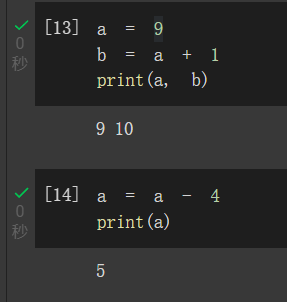 [13] a = 9
0
秒
b = a + 1
print(a, b)
9 10
[14] a = a - 4
0
秒
print(a)
5